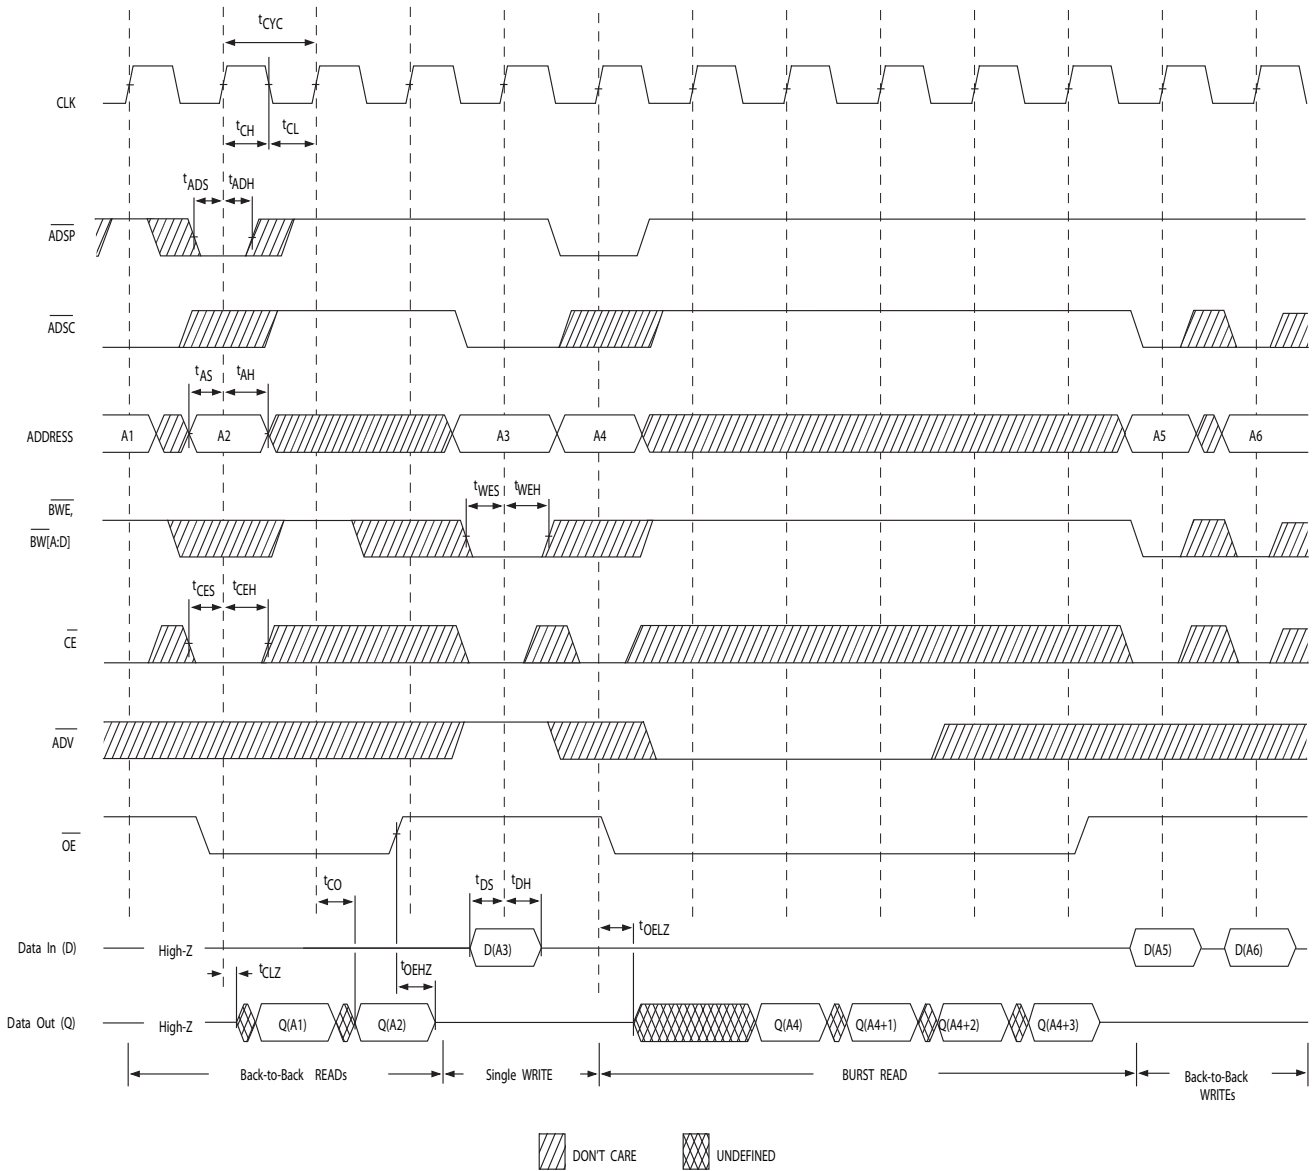 tCYC
CLK
tCH tCL
tADS tADH
ADSP
ADSC
tAS tAH
ADDRESS A1 A2 A3 A4 A5 A6
tWES tWEH
BWE,
BW[A:D]
tCES tCEH
CE
ADV
OE
tCO tDS tDH
tOELZ
Data In (D) High-Z D(A3) D(A5) D(A6)
tCLZ tOEHZ
Data Out (Q) High-Z Q(A1) Q(A2) Q(A4) Q(A4+1) Q(A4+2) Q(A4+3)
Back-to-Back READs Single WRITE BURST READ Back-to-Back
WRITEs
DON'T CARE UNDEFINED